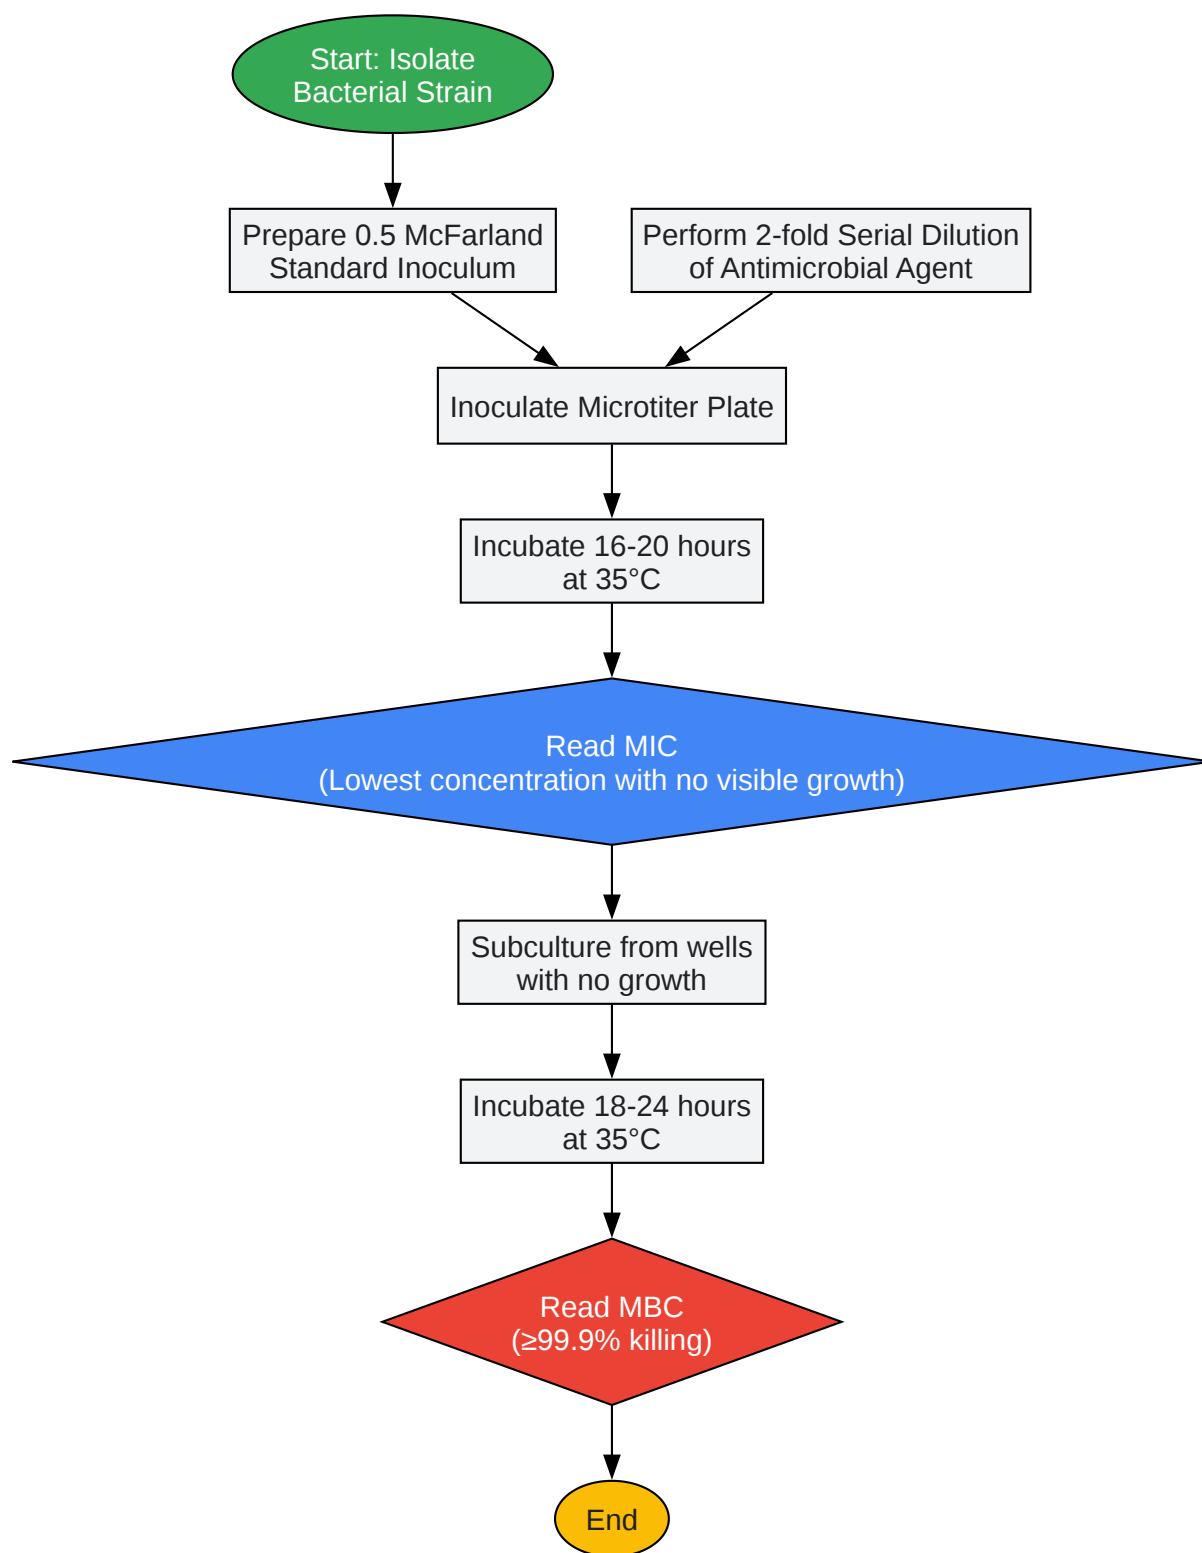 Start: Isolate
Bacterial Strain
Prepare 0.5 McFarland
Standard Inoculum
Perform 2-fold Serial Dilution
of Antimicrobial Agent
Inoculate Microtiter Plate
Incubate 16-20 hours
at 35°C
Read MIC
(Lowest concentration with no visible growth)
Subculture from wells
with no growth
Incubate 18-24 hours
at 35°C
Read MBC
(≥99.9% killing)
End